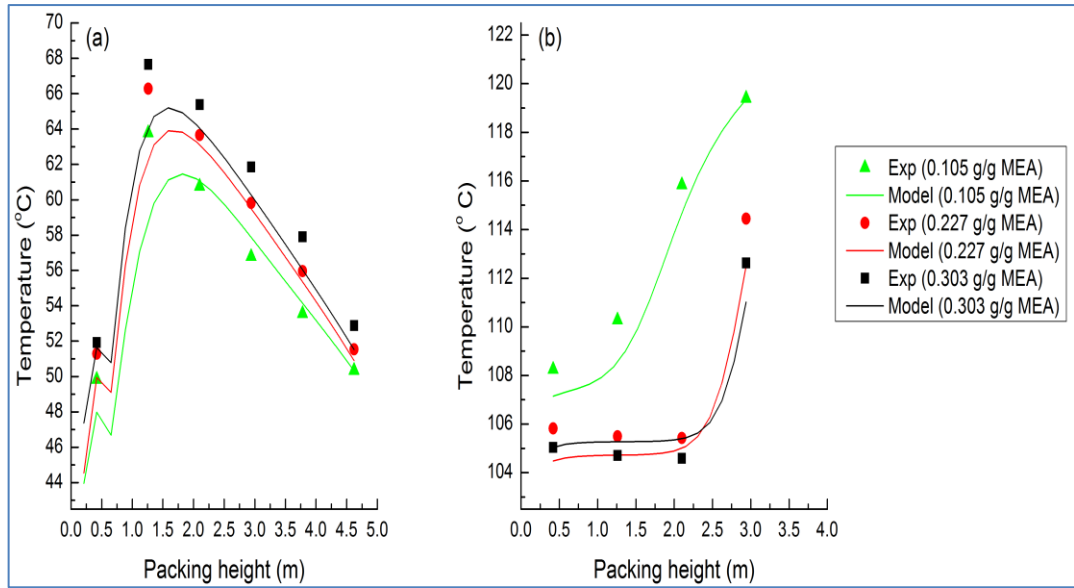 (a)
68
66
64
62
60
58
56
54
52
50
48
46
44
Temperature (°C)
0.0 0.5 1.0 1.5 2.0 2.5 3.0 3.5 4.0 4.5 5.0
Packing height (m)
(b)
122
120
118
116
114
112
110
108
106
104
Temperature (° C)
0.0 0.5 1.0 1.5 2.0 2.5 3.0 3.5 4.0
Packing height (m)
Exp (0.105 g/g MEA)
Model (0.105 g/g MEA)
Exp (0.227 g/g MEA)
Model (0.227 g/g MEA)
Exp (0.303 g/g MEA)
Model (0.303 g/g MEA)